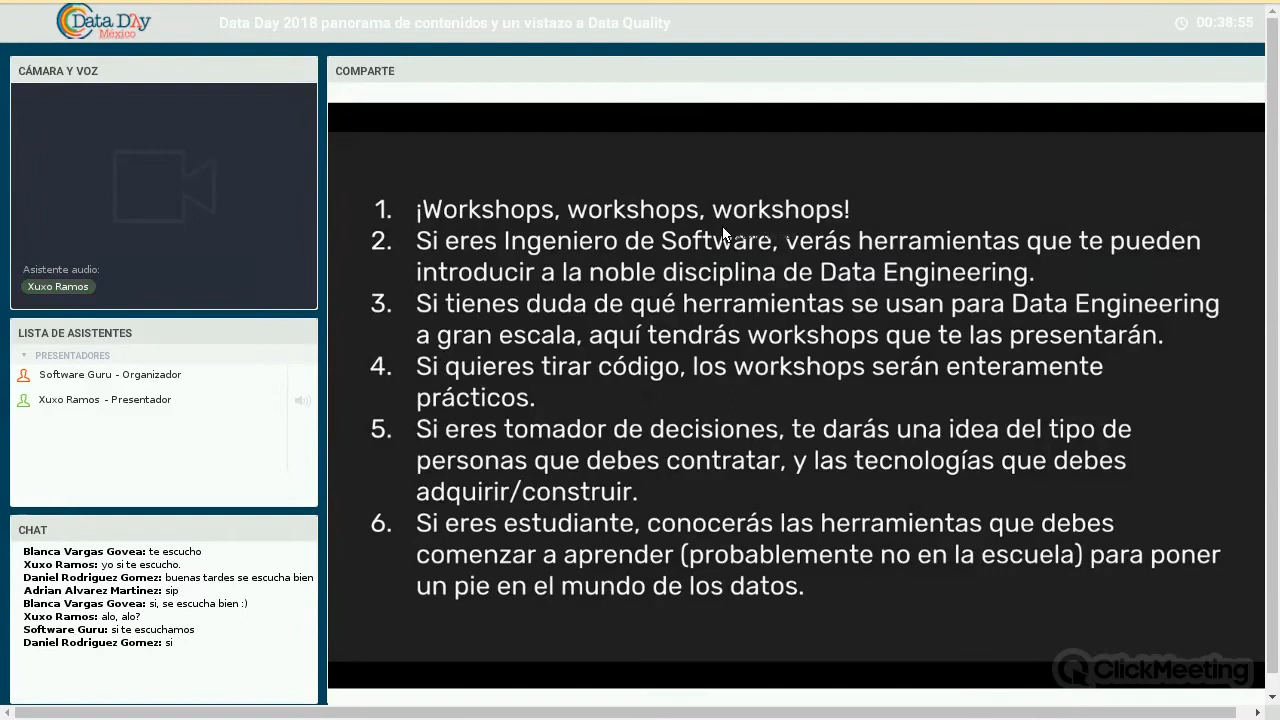 Data Day
México
Data Day 2018 panorama de contenidos y un vistazo a Data Quality
00:38:55
CÁMARA Y VOZ
Asistente audio:
Xuxo Ramos
LISTA DE ASISTENTES
PRESENTADORES
Software Guru - Organizador
Xuxo Ramos - Presentador
CHAT
Blanca Vargas Govea: te escucho
Xuxo Ramos: yo si te escucho.
Daniel Rodriguez Gomez: buenas tardes se escucha bien
Adrian Alvarez Martinez: sip
Blanca Vargas Govea: si, se escucha bien :)
Xuxo Ramos: alo, alo?
Software Guru: si te escuchamos
Daniel Rodriguez Gomez: si
COMPARTE
1. ¡Workshops, workshops, workshops!
2. Si eres Ingeniero de Software, verás herramientas que te pueden
introducir a la noble disciplina de Data Engineering.
3. Si tienes duda de qué herramientas se usan para Data Engineering
a gran escala, aquí tendrás workshops que te las presentarán.
4. Si quieres tirar código, los workshops serán enteramente
prácticos.
5. Si eres tomador de decisiones, te darás una idea del tipo de
personas que debes contratar, y las tecnologías que debes
adquirir/construir.
6. Si eres estudiante, conocerás las herramientas que debes
comenzar a aprender (probablemente no en la escuela) para poner
un pie en el mundo de los datos.
ClickMeeting